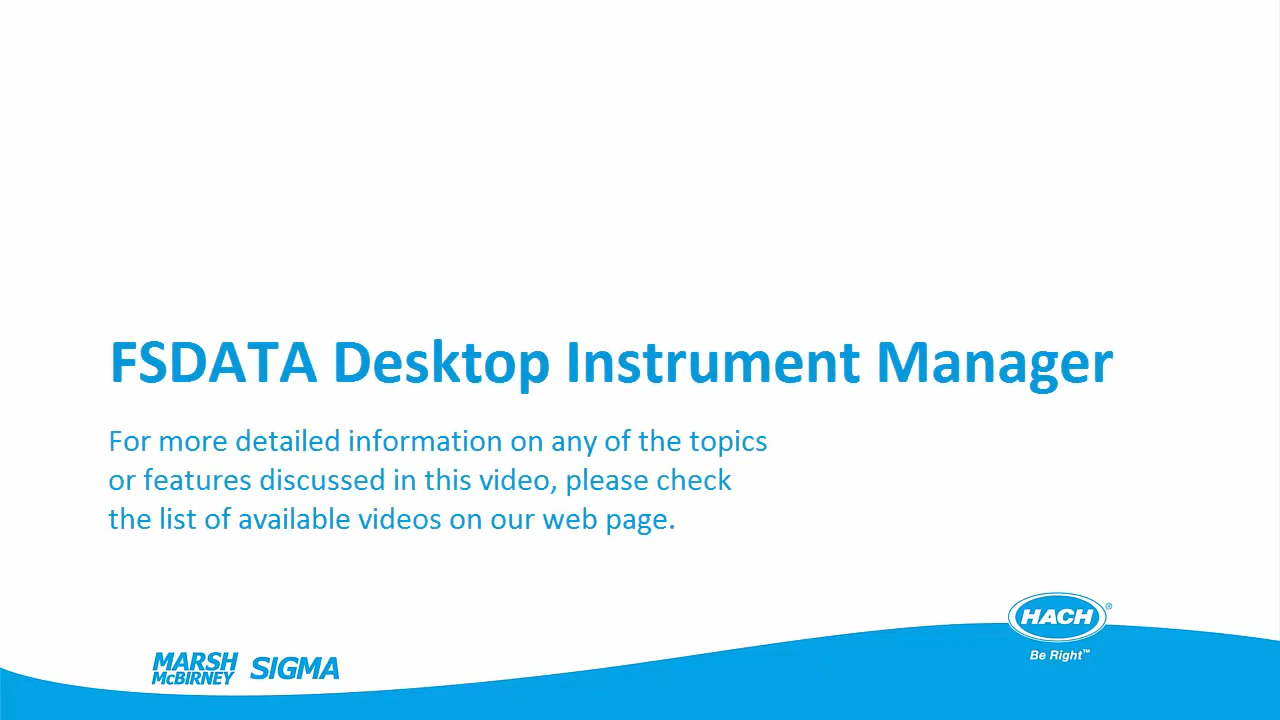 FSDATA Desktop Instrument Manager
For more detailed information on any of the topics
or features discussed in this video, please check
the list of available videos on our web page.
HACH®
Be Right™
MARSH
McBIRNEY
SIGMA